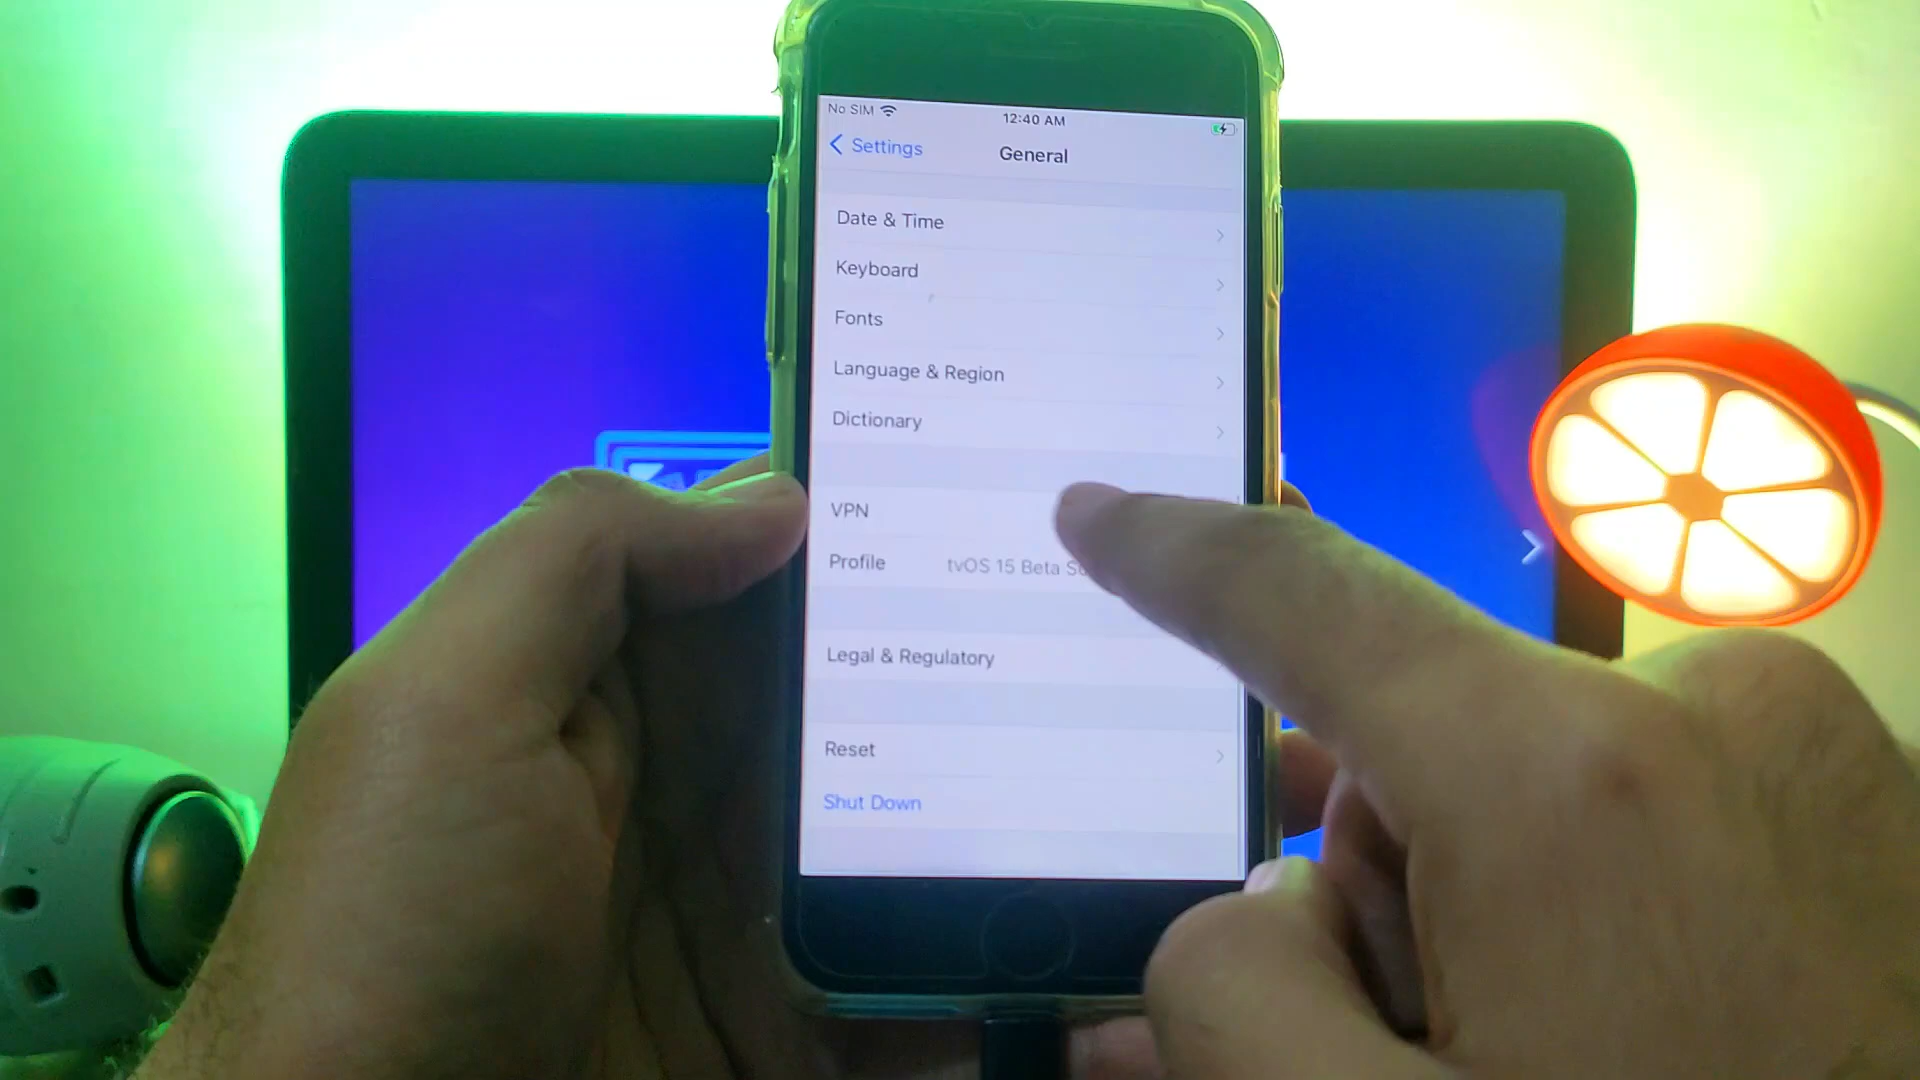 No SIM
12:40 AM
Settings
General
Date & Time
Keyboard
Fonts
Language & Region
Dictionary
VPN
Profile tvOS 15 Beta
Legal & Regulatory
Reset
Shut Down